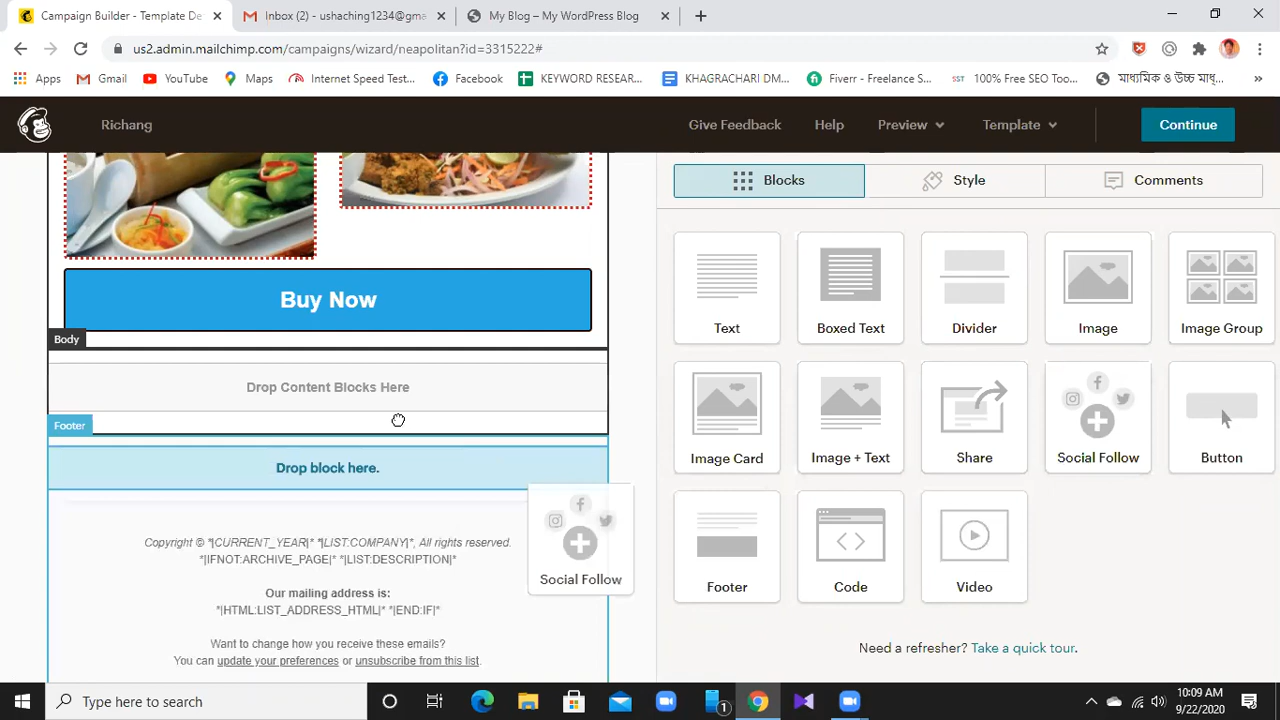 Campaign Builder - Template De
Inbox (2) - ushaching1234@gma
My Blog – My WordPress Blog
us2.admin.mailchimp.com/campaigns/wizard/neapolitan?id=3315222#
Apps
Gmail
YouTube
Maps
Internet Speed Test...
Facebook
KEYWORD RESEAR...
KHAGRACHARI DM...
Fiverr - Freelance S...
SST
100% Free SEO Too...
মাধ্যমিক ও উচ্চ মাধ্...
»
Richang
Give Feedback
Help
Preview
Template
Continue
Blocks
Style
Comments
Buy Now
Body
Drop Content Blocks Here
Footer
Drop block here.
Copyright © *|CURRENT_YEAR|* *|LIST:COMPANY|*, All rights reserved.
*|IFNOT:ARCHIVE_PAGE|* *|LIST:DESCRIPTION|*
Our mailing address is:
*|HTML:LIST_ADDRESS_HTML|* *|END:IF|*
Want to change how you receive these emails?
You can update your preferences or unsubscribe from this list.
Social Follow
Text
Boxed Text
Divider
Image
Image Group
Image Card
Image + Text
Share
Social Follow
Button
Footer
Code
Video
Need a refresher? Take a quick tour.
Type here to search
1
10:09 AM
9/22/2020